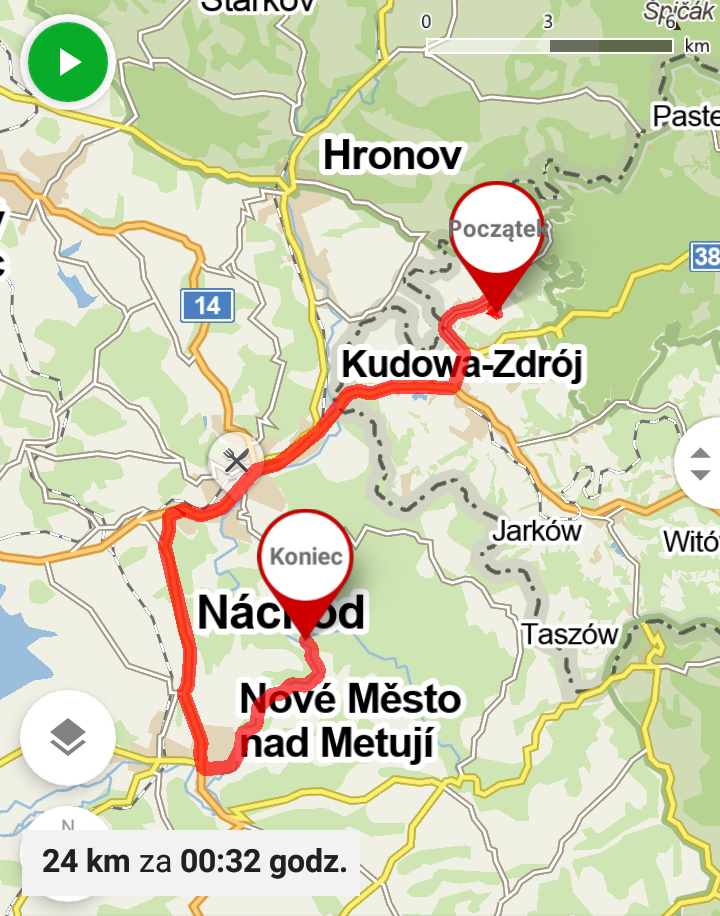 Starkov
0 3 6
km
Špičák
Paste
Hronov
Początek
38
14
Kudowa-Zdrój
Jarków
Witó
Koniec
Náchod
Taszów
Nové Město
nad Metují
N
24 km za 00:32 godz.